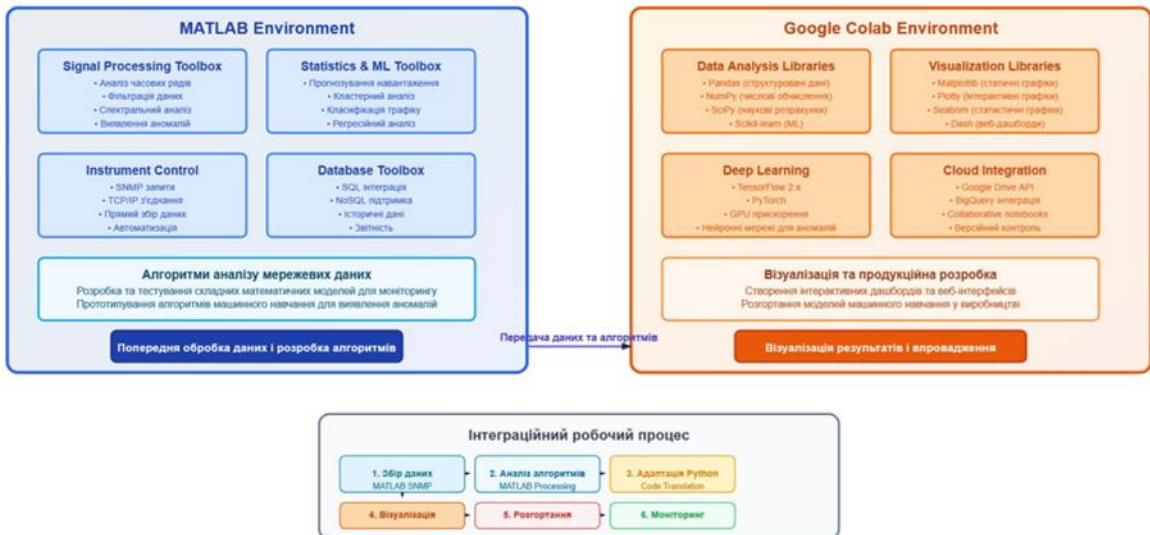 MATLAB Environment
Signal Processing Toolbox
• Аналіз часових рядів
• Фільтрація даних
• Спектральний аналіз
• Виявлення аномалій
Statistics & ML Toolbox
• Прогнозування навантаження
• Кластерний аналіз
• Класифікація трафіку
• Регресійний аналіз
Instrument Control
• SNMP запити
• TCP/IP з'єднання
• Прямий збір даних
• Автоматизація
Database Toolbox
• SQL інтеграція
• NoSQL підтримка
• Історичні дані
• Звітність
Алгоритми аналізу мережевих даних
Розробка та тестування складних математичних моделей для моніторингу
Прототипування алгоритмів машинного навчання для виявлення аномалій
Попередня обробка даних і розробка алгоритмів
Передача даних та алгоритмів
Google Colab Environment
Data Analysis Libraries
• Pandas (структуровані дані)
• NumPy (числові обчислення)
• SciPy (наукові розрахунки)
• Scikit-learn (ML)
Visualization Libraries
• Matplotlib (статичні графіки)
• Plotly (інтерактивні графіки)
• Seaborn (статистичні графіки)
• Dash (веб-дашборди)
Deep Learning
• TensorFlow 2.x
• PyTorch
• GPU прискорення
• Нейронні мережі для аномалій
Cloud Integration
• Google Drive API
• BigQuery інтеграція
• Collaborative notebooks
• Версійний контроль
Візуалізація та продукційна розробка
Створення інтерактивних дашбордів та веб-інтерфейсів
Розгортання моделей машинного навчання у виробництві
Візуалізація результатів і впровадження
Інтеграційний робочий процес
1. Збір даних
MATLAB SNMP
2. Аналіз алгоритмів
MATLAB Processing
3. Адаптація Python
Code Translation
4. Візуалізація
5. Розгортання
6. Моніторинг